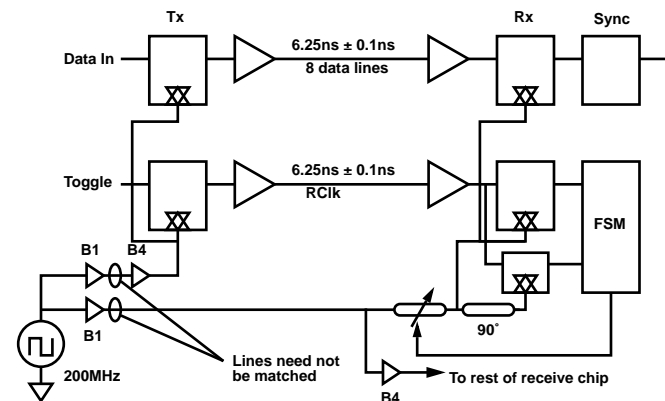 Tx
Rx
Sync
Data In
6.25ns ± 0.1ns
8 data lines
Toggle
6.25ns ± 0.1ns
RClk
FSM
B1
B4
B1
90°
Lines need not
be matched
200MHz
B4
To rest of receive chip